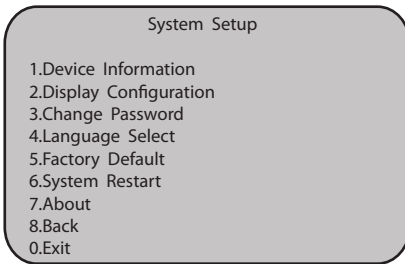 System Setup
1.Device Information
2.Display Configuration
3.Change Password
4.Language Select
5.Factory Default
6.System Restart
7.About
8.Back
0.Exit